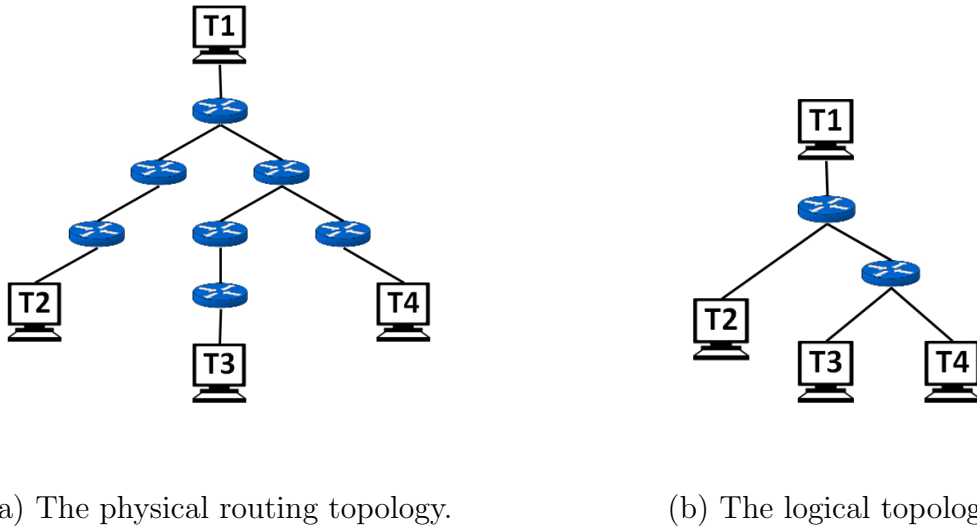 T1
T1
T2
T4
T2
T3
T3
T4
a) The physical routing topology.
(b) The logical topolog